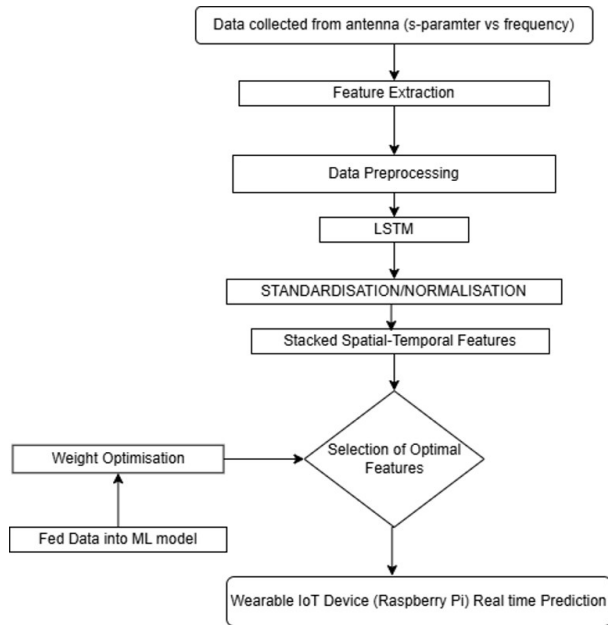 Data collected from antenna (s-paramter vs frequency)
Feature Extraction
Data Preprocessing
LSTM
STANDARDISATION/NORMALISATION
Stacked Spatial-Temporal Features
Selection of Optimal
Features
Weight Optimisation
Fed Data into ML model
Wearable IoT Device (Raspberry Pi) Real time Prediction